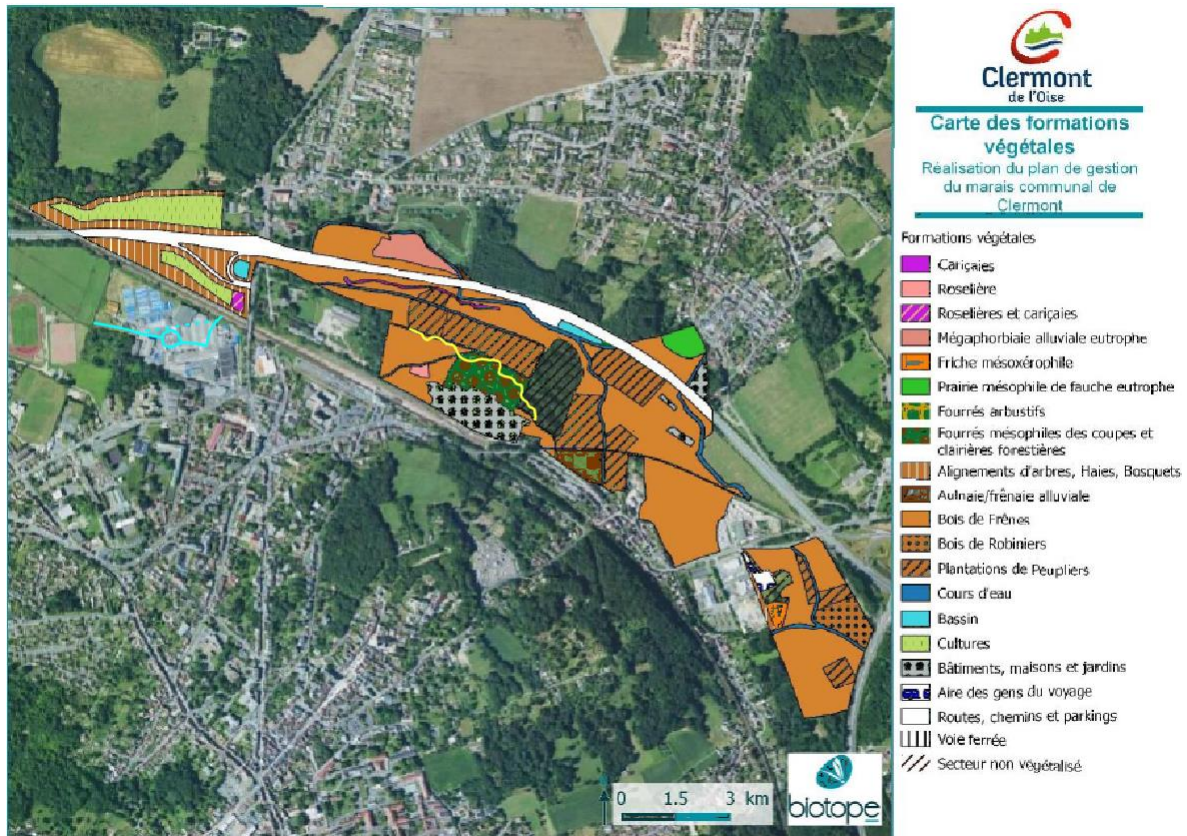 Clermont
de l'Oise
Carte des formations
végétales
Réalisation du plan de gestion
du marais communal de
Clermont
Formations végétales
Cariçaies
Roselière
Roselières et cariçaies
Mégaphorbiaie alluviale eutrophe
Friche mésoxérophile
Prairie mésophile de fauche eutrophe
Fourrés arbustifs
Fourrés mésophiles des coupes et
clairières forestières
Alignements d'arbres, Haies, Bosquets
Aulnaie/frênaie alluviale
Bois de Frênes
Bois de Robiniers
Plantations de Peupliers
Cours d'eau
Bassin
Cultures
Bâtiments, maisons et jardins
Aire des gens du voyage
Routes, chemins et parkings
Voie ferrée
Secteur non végétalisé
0 1.5 3 km
biotope